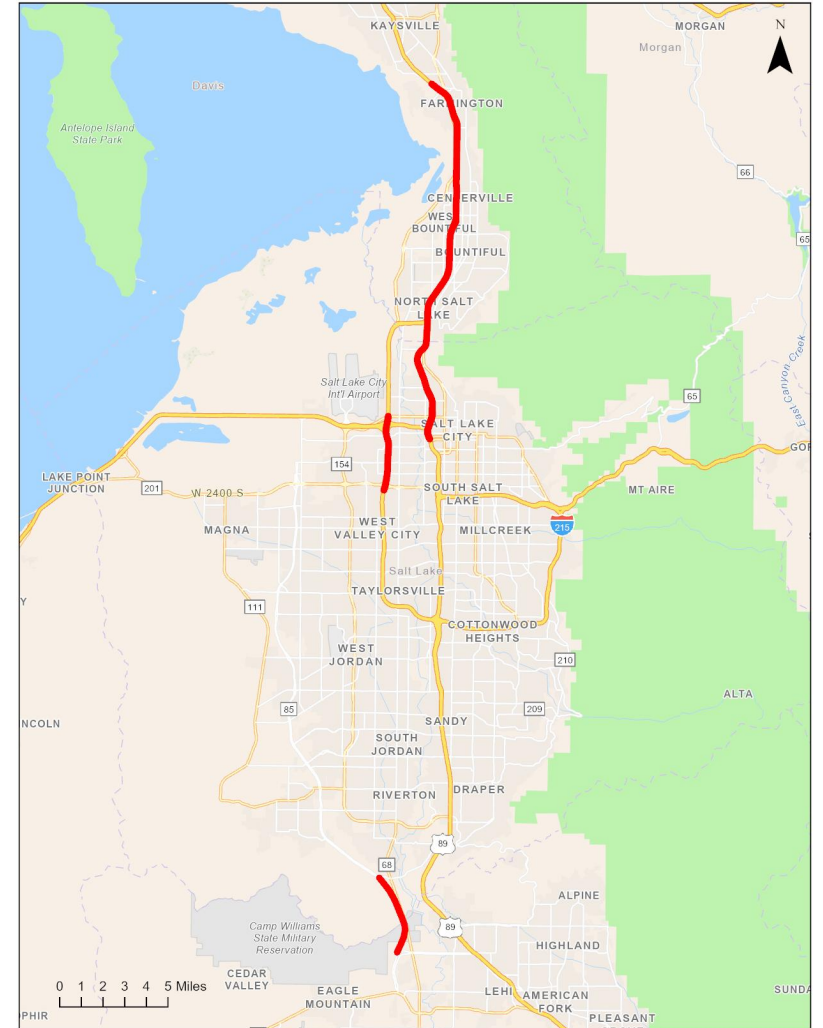 KAYSVILLE
MORGAN
N
Morgan
Davis
FARMINGTON
Antelope Island
State Park
66
CENTERVILLE
WEST
BOUNTIFUL
65
BOUNTIFUL
NORTH SALT
LAKE
East Canyon Creek
Salt Lake City
Int'l Airport
65
SALT LAKE
CITY
154
LAKE POINT
JUNCTION
201
W 2400 S
SOUTH SALT
LAKE
MT AIRE
GOR
MAGNA
WEST
VALLEY CITY
MILLCREEK
215
Salt Lake
TAYLORSVILLE
Y
111
COTTONWOOD
HEIGHTS
WEST
JORDAN
210
ALTA
85
209
NCOLN
SANDY
SOUTH
JORDAN
RIVERTON
DRAPER
89
68
ALPINE
Camp Williams
State Military
Reservation
89
HIGHLAND
CEDAR
VALLEY
0 1 2 3 4 5 Miles
EAGLE
MOUNTAIN
LEHI
AMERICAN
FORK
SUNDA
PHIR
PLEASANT